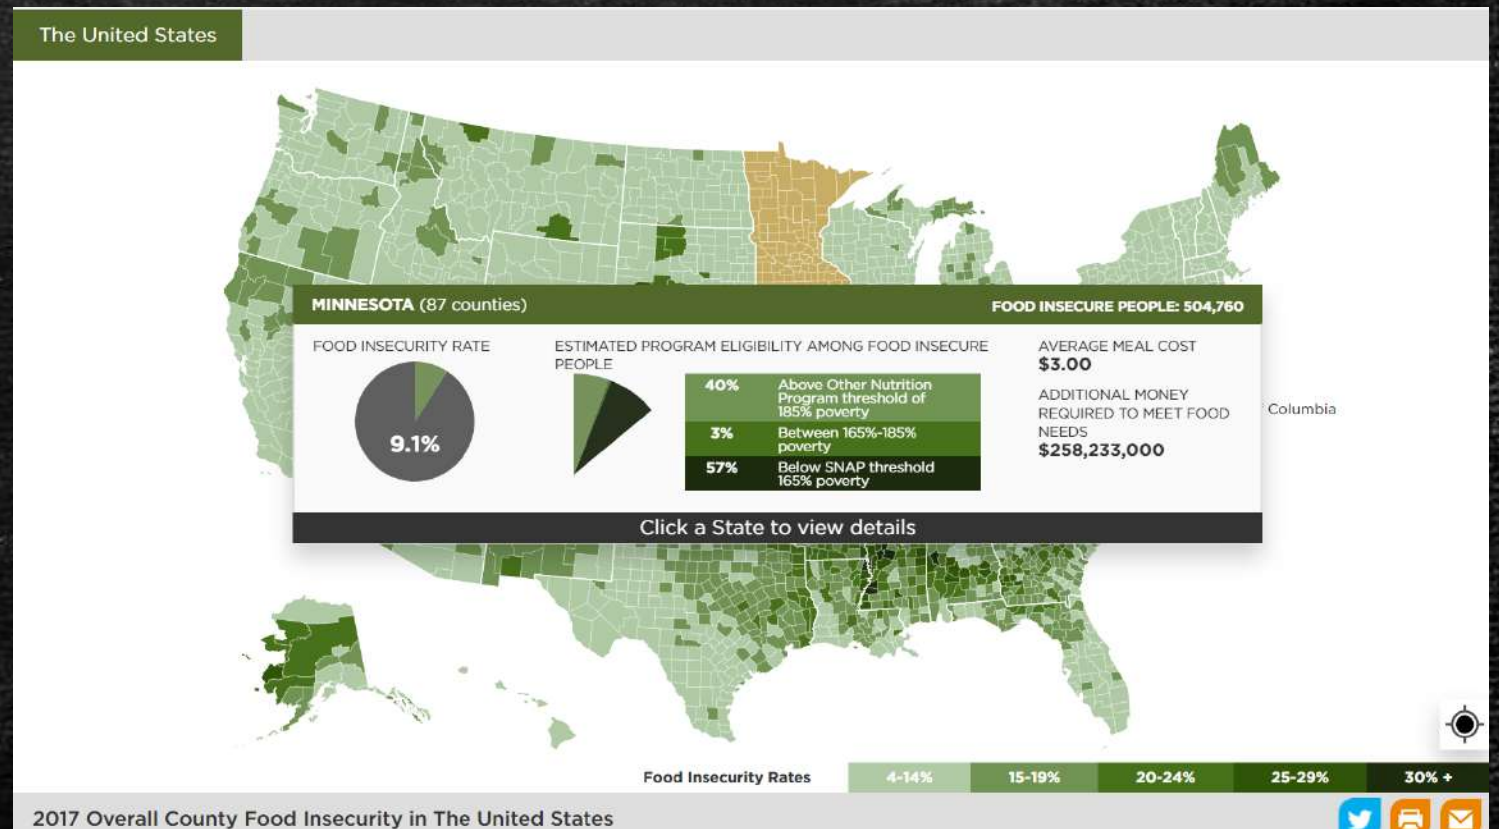 The United States
MINNESOTA (87 counties)
FOOD INSECURE PEOPLE: 504,760
FOOD INSECURITY RATE
9.1%
ESTIMATED PROGRAM ELIGIBILITY AMONG FOOD INSECURE
PEOPLE
40%
Above Other Nutrition
Program threshold of
185% poverty
3%
Between 165%-185%
poverty
57%
Below SNAP threshold
165% poverty
AVERAGE MEAL COST
$3.00
ADDITIONAL MONEY
REQUIRED TO MEET FOOD
NEEDS
$258,233,000
Columbia
Click a State to view details
Food Insecurity Rates
4-14%
15-19%
20-24%
25-29%
30% +
2017 Overall County Food Insecurity in The United States